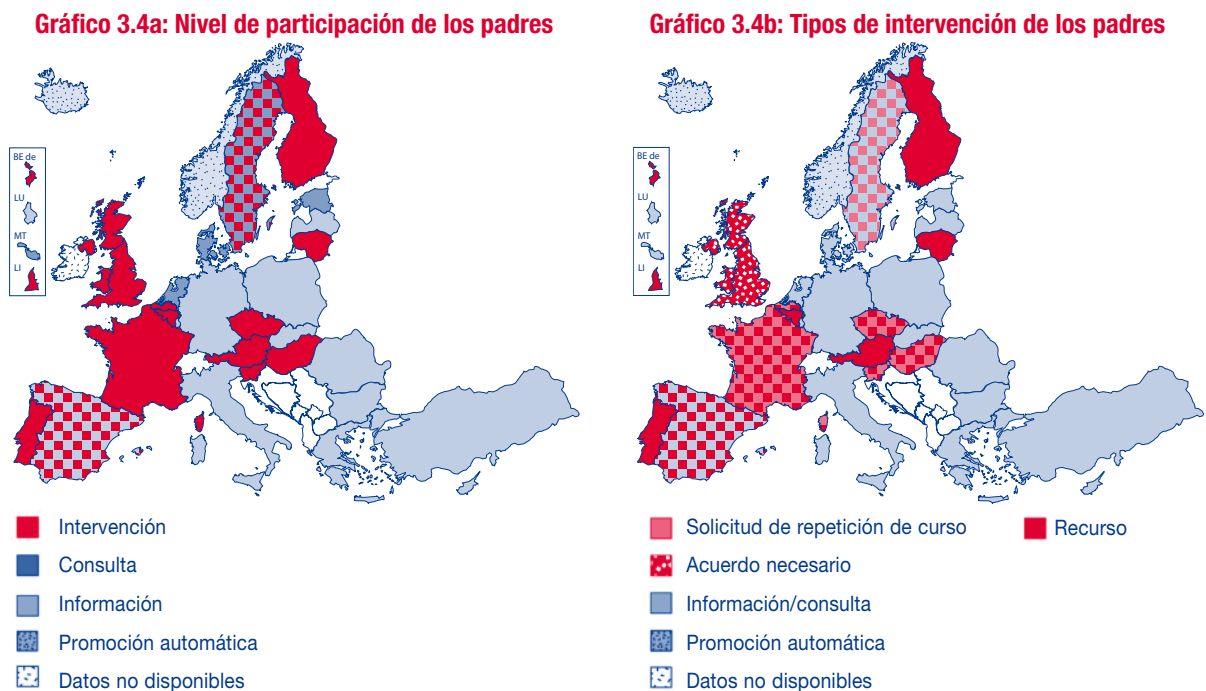 Gráfico 3.4a: Nivel de participación de los padres
BE de
LU
MT
LI
Intervención
Consulta
Información
Promoción automática
Datos no disponibles
Gráfico 3.4b: Tipos de intervención de los padres
BE de
LU
MT
LI
Solicitud de repetición de curso
Recurso
Acuerdo necesario
Información/consulta
Promoción automática
Datos no disponibles